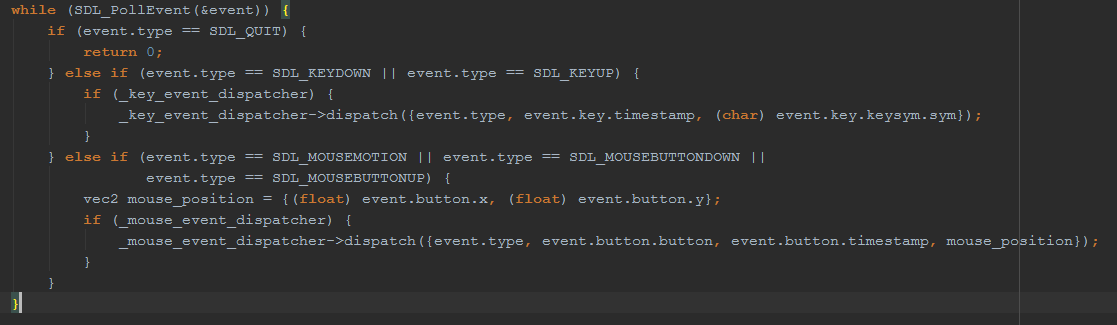 while (SDL_PollEvent(&event)) {
    if (event.type == SDL_QUIT) {
        return 0;
    } else if (event.type == SDL_KEYDOWN || event.type == SDL_KEYUP) {
        if (_key_event_dispatcher) {
            _key_event_dispatcher->dispatch({event.type, event.key.timestamp, (char) event.key.keysym.sym});
        }
    } else if (event.type == SDL_MOUSEMOTION || event.type == SDL_MOUSEBUTTONDOWN ||
               event.type == SDL_MOUSEBUTTONUP) {
        vec2 mouse_position = {(float) event.button.x, (float) event.button.y};
        if (_mouse_event_dispatcher) {
            _mouse_event_dispatcher->dispatch({event.type, event.button.button, event.button.timestamp, mouse_position});
        }
    }
}